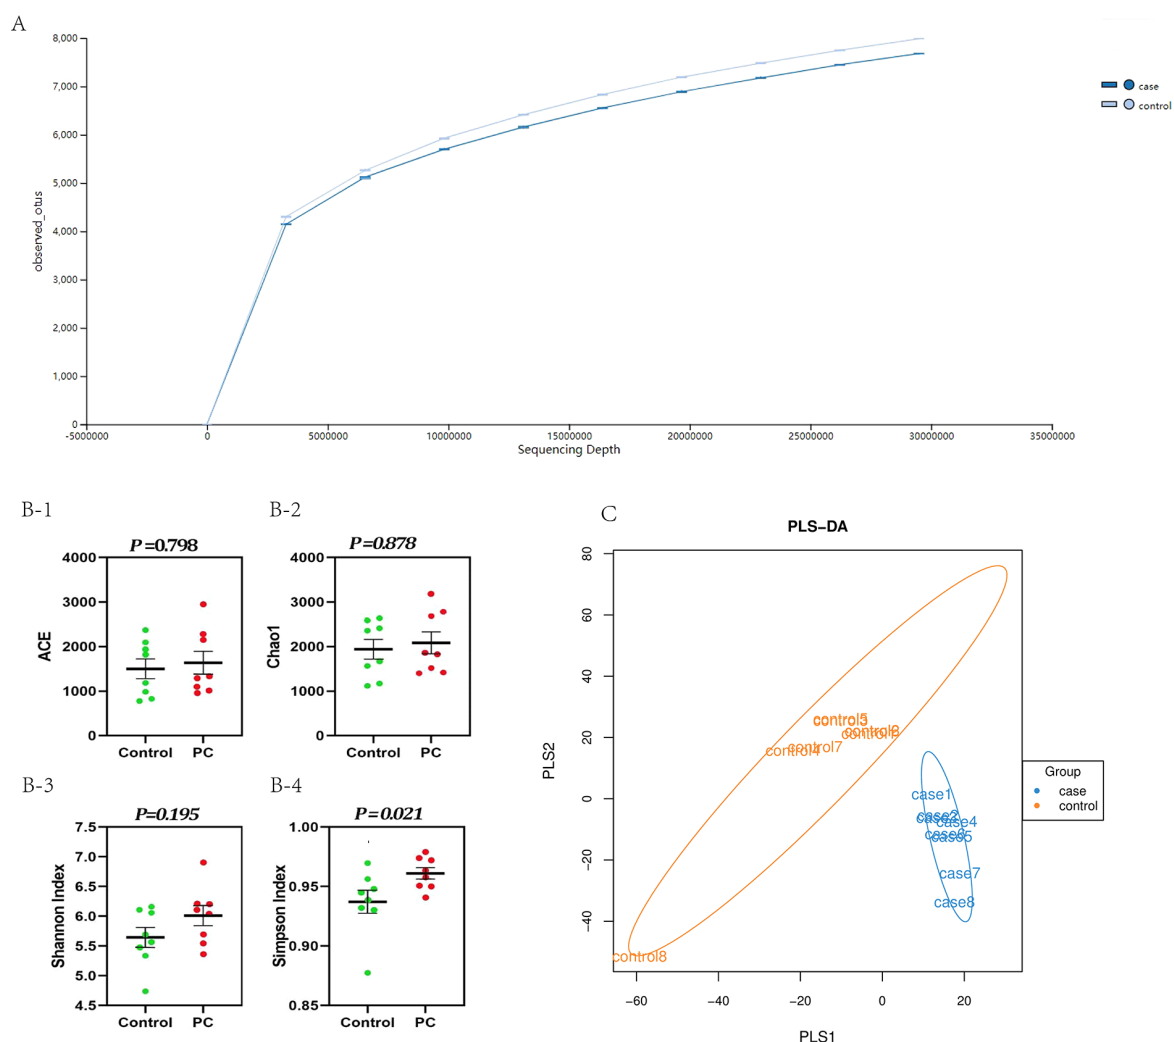 A
8,000
7,000
6,000
5,000
4,000
3,000
2,000
1,000
0
observed_otus
-5000000 0 5000000 10000000 15000000 20000000 25000000 30000000 35000000
Sequencing Depth
case
control
B-1
P=0.798
4000
3000
2000
1000
0
ACE
Control PC
B-2
P=0.878
4000
3000
2000
1000
0
Chao1
Control PC
B-3
P=0.195
7.5
7.0
6.5
6.0
5.5
5.0
4.5
Shannon Index
Control PC
B-4
P=0.021
1.00
0.95
0.90
0.85
Simpson Index
Control PC
C
PLS-DA
80
60
40
20
0
-20
-40
PLS2
control5
control7
control4
case1
case4
case5
case7
case8
control8
-60 -40 -20 0 20
PLS1
Group
case
control